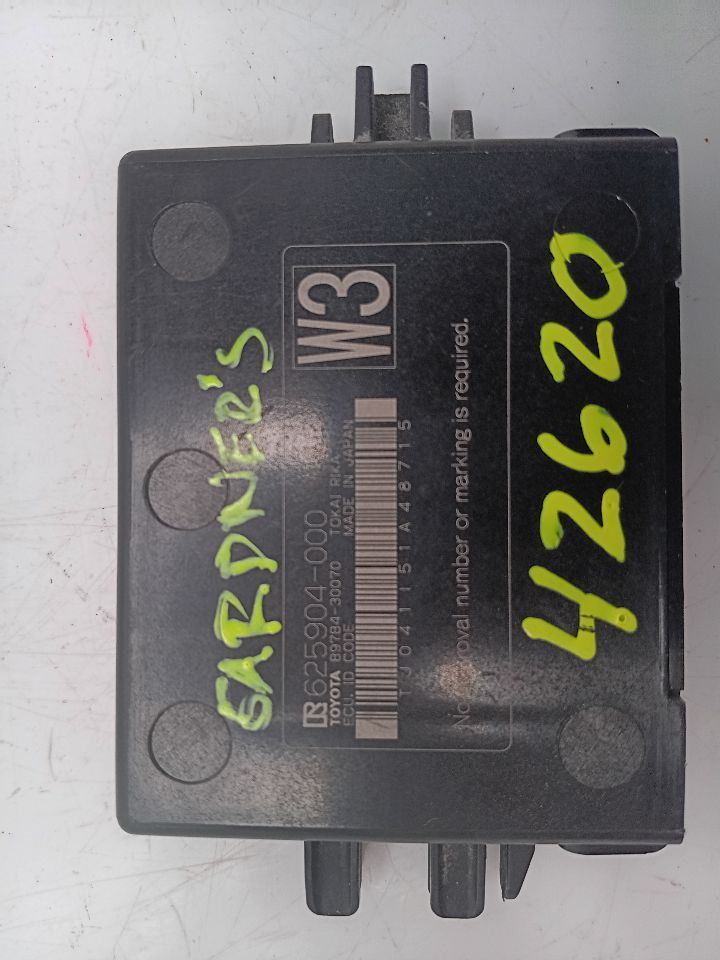 GARDNER'S
W3
625904-000
TOYOTA 89784-30070 TOKAI RIKA
ECU, ID CODE MADE IN JAPAN
TJ041151A48715
No approval number or marking is required.
42620